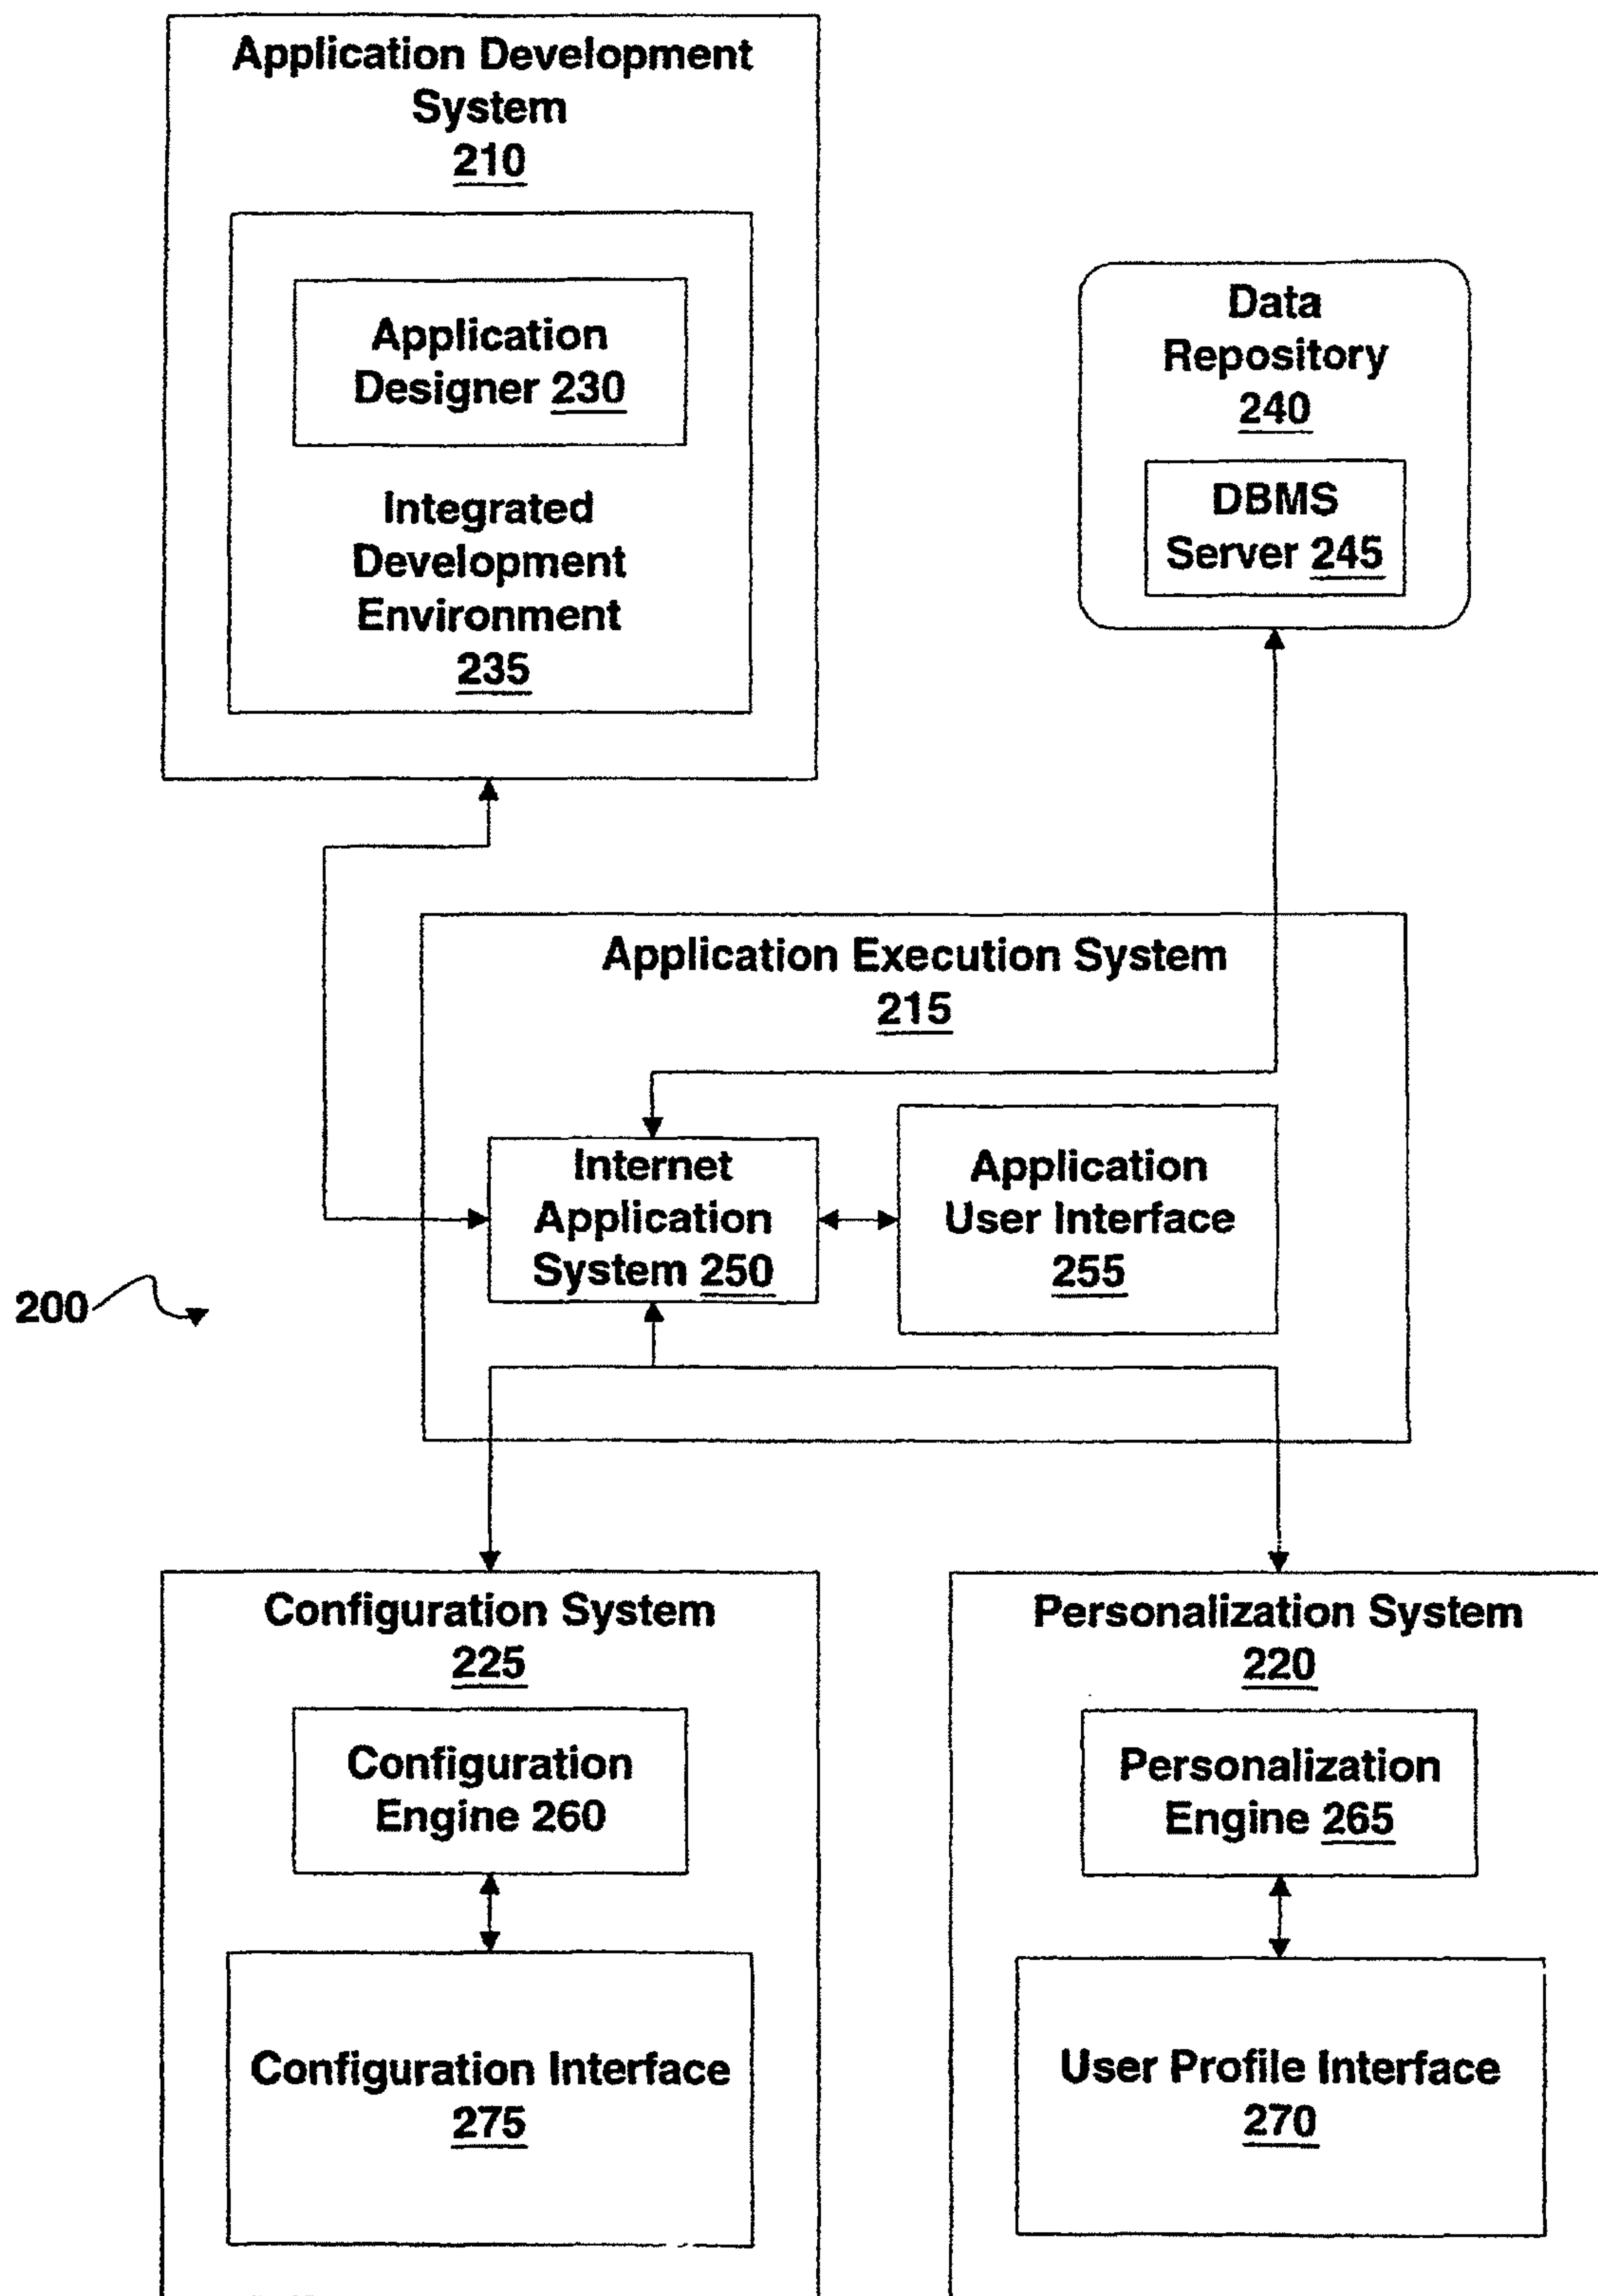 Application Development
System
210
Application
Designer 230
Integrated
Development
Environment
235
Data
Repository
240
DBMS
Server 245
Application Execution System
215
Internet
Application
System 250
Application
User Interface
255
200
Configuration System
225
Configuration
Engine 260
Configuration Interface
275
Personalization System
220
Personalization
Engine 265
User Profile Interface
270